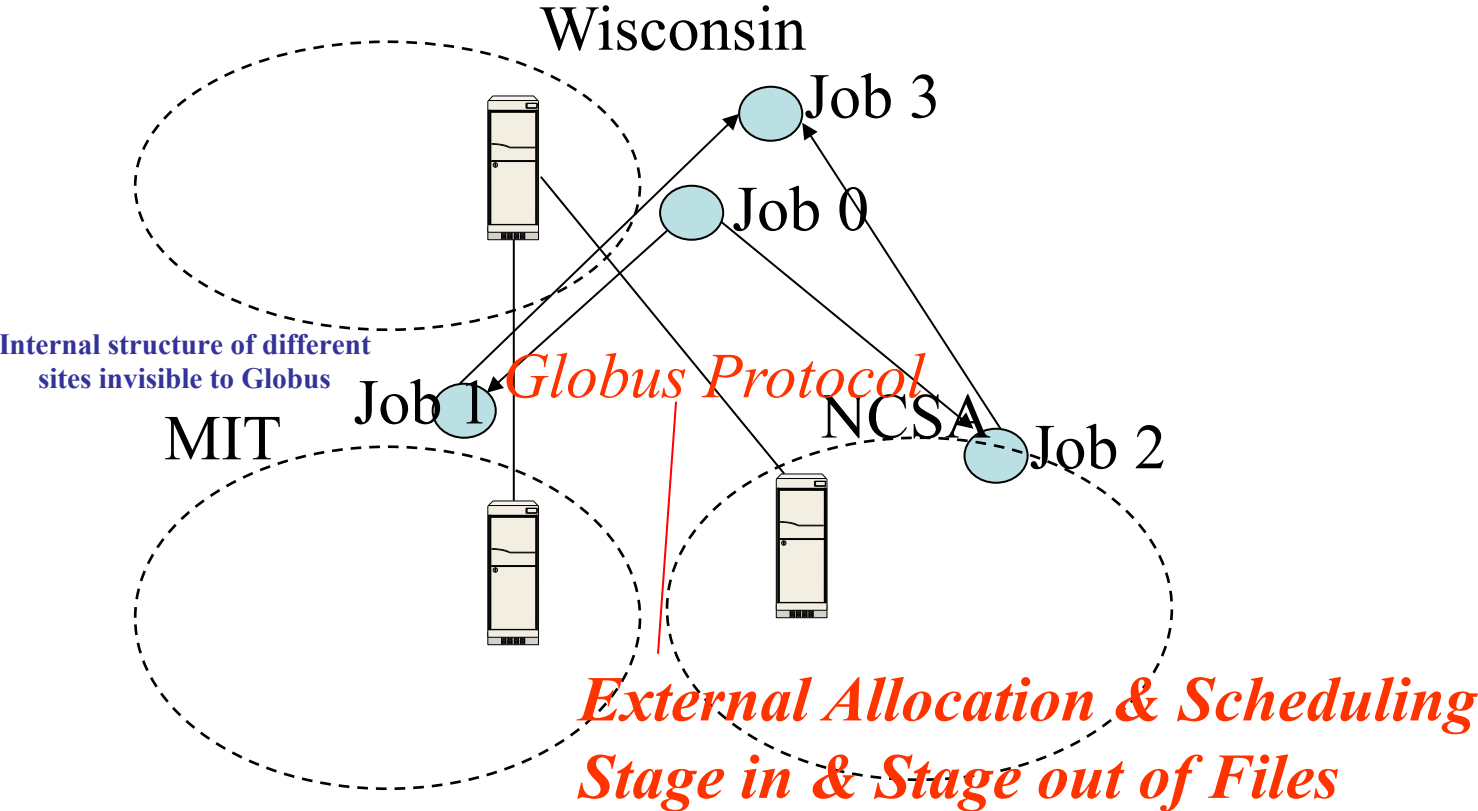 Wisconsin
Job 3
Job 0
Internal structure of different
sites invisible to Globus
Globus Protocol
Job 1
NCSA
MIT
Job 2
External Allocation & Scheduling
Stage in & Stage out of Files